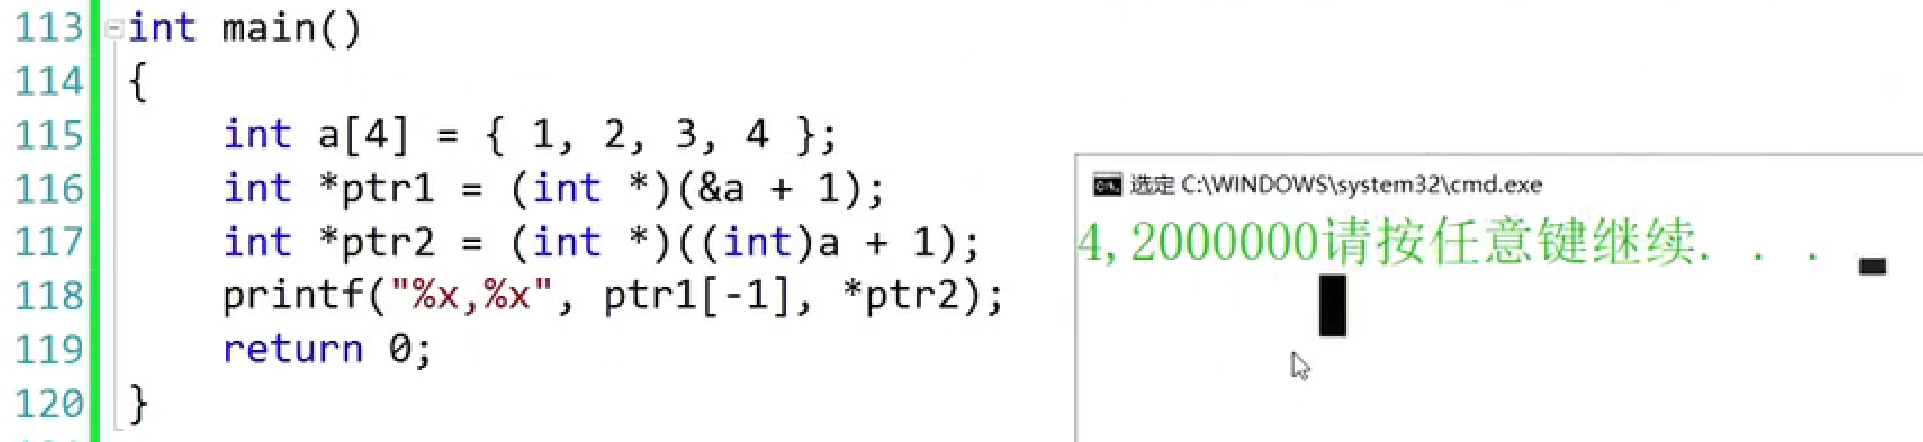 113 int main()
114 {
115 int a[4] = { 1, 2, 3, 4 };
116 int *ptr1 = (int *)(&a + 1);
117 int *ptr2 = (int *)((int)a + 1);
118 printf("%x,%x", ptr1[-1], *ptr2);
119 return 0;
120 }
选定 C:\WINDOWS\system32\cmd.exe
4,2000000请按任意键继续. . .